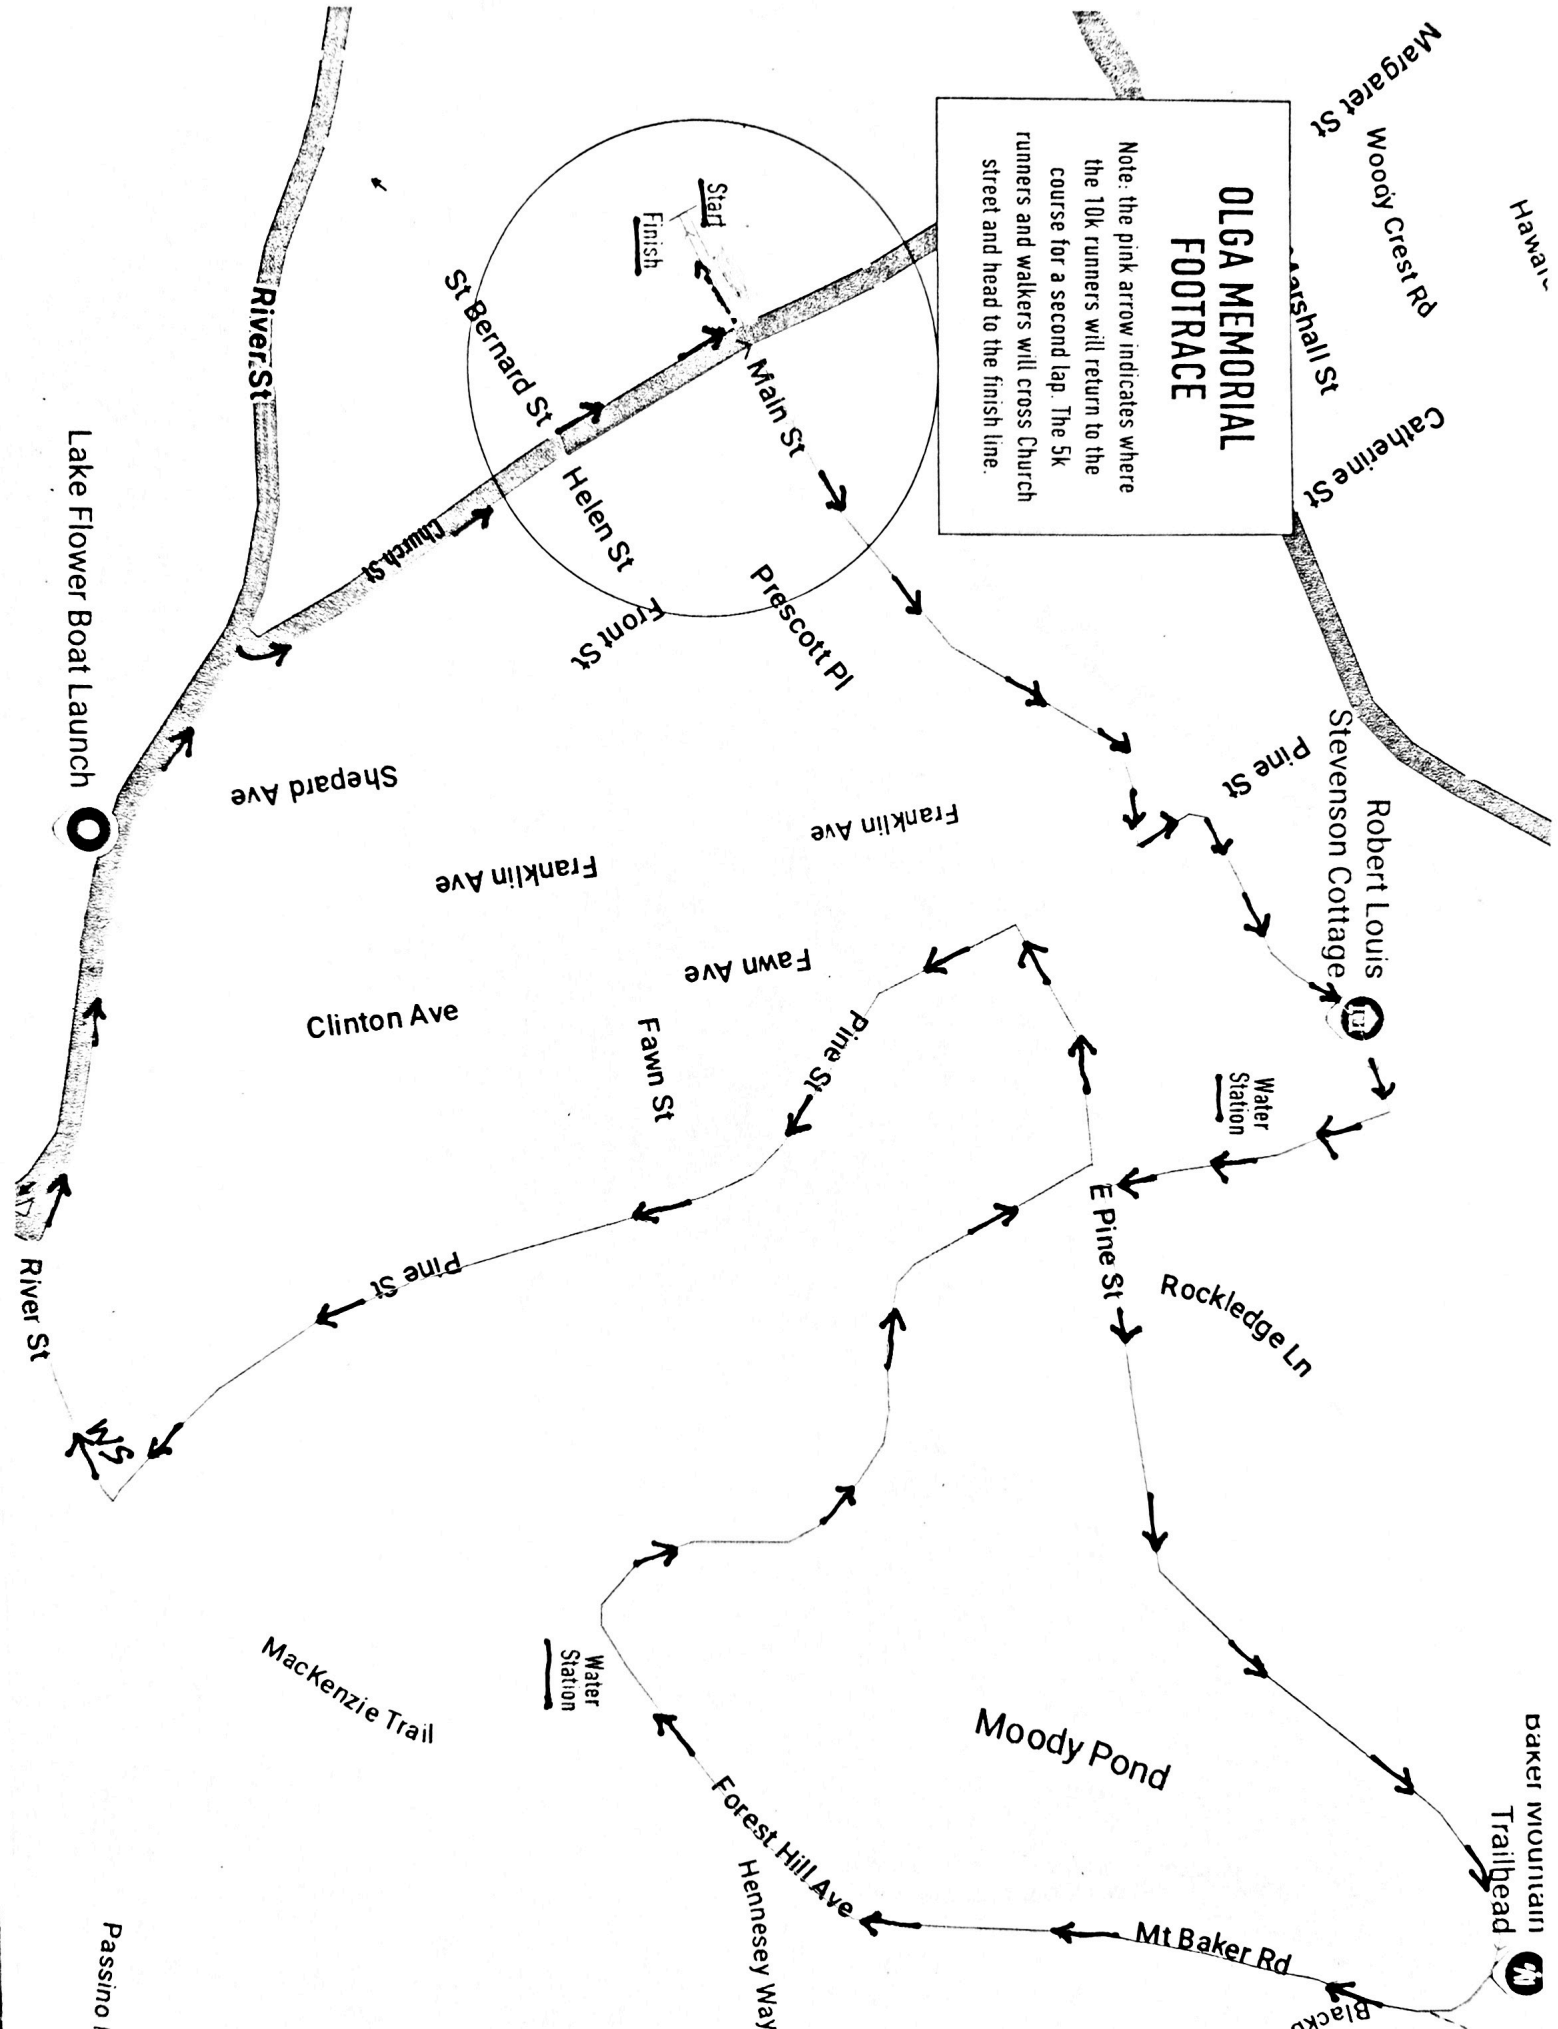 OLGA MEMORIAL
FOOTRACE
Note: the pink arrow indicates where
the 10k runners will return to the
course for a second lap. The 5k
runners and walkers will cross Church
street and head to the finish line.
Margaret St
Woody Crest Rd
Marshall St
Catherine St
Pine St
Robert Louis
Stevenson Cottage
Start
Finish
Main St
St Bernard St
Helen St
Church St
Front St
Prescott Pl
River St
Lake Flower Boat Launch
Shepard Ave
Franklin Ave
Franklin Ave
Fawn Ave
Clinton Ave
Fawn St
Pine St
Water
Station
E Pine St
Rockledge Ln
Pine St
River St
WS
Water
Station
MacKenzie Trail
Moody Pond
Forest Hill Ave
Hennesey Way
Mt Baker Rd
Baker Mountain
Trailhead
Passino